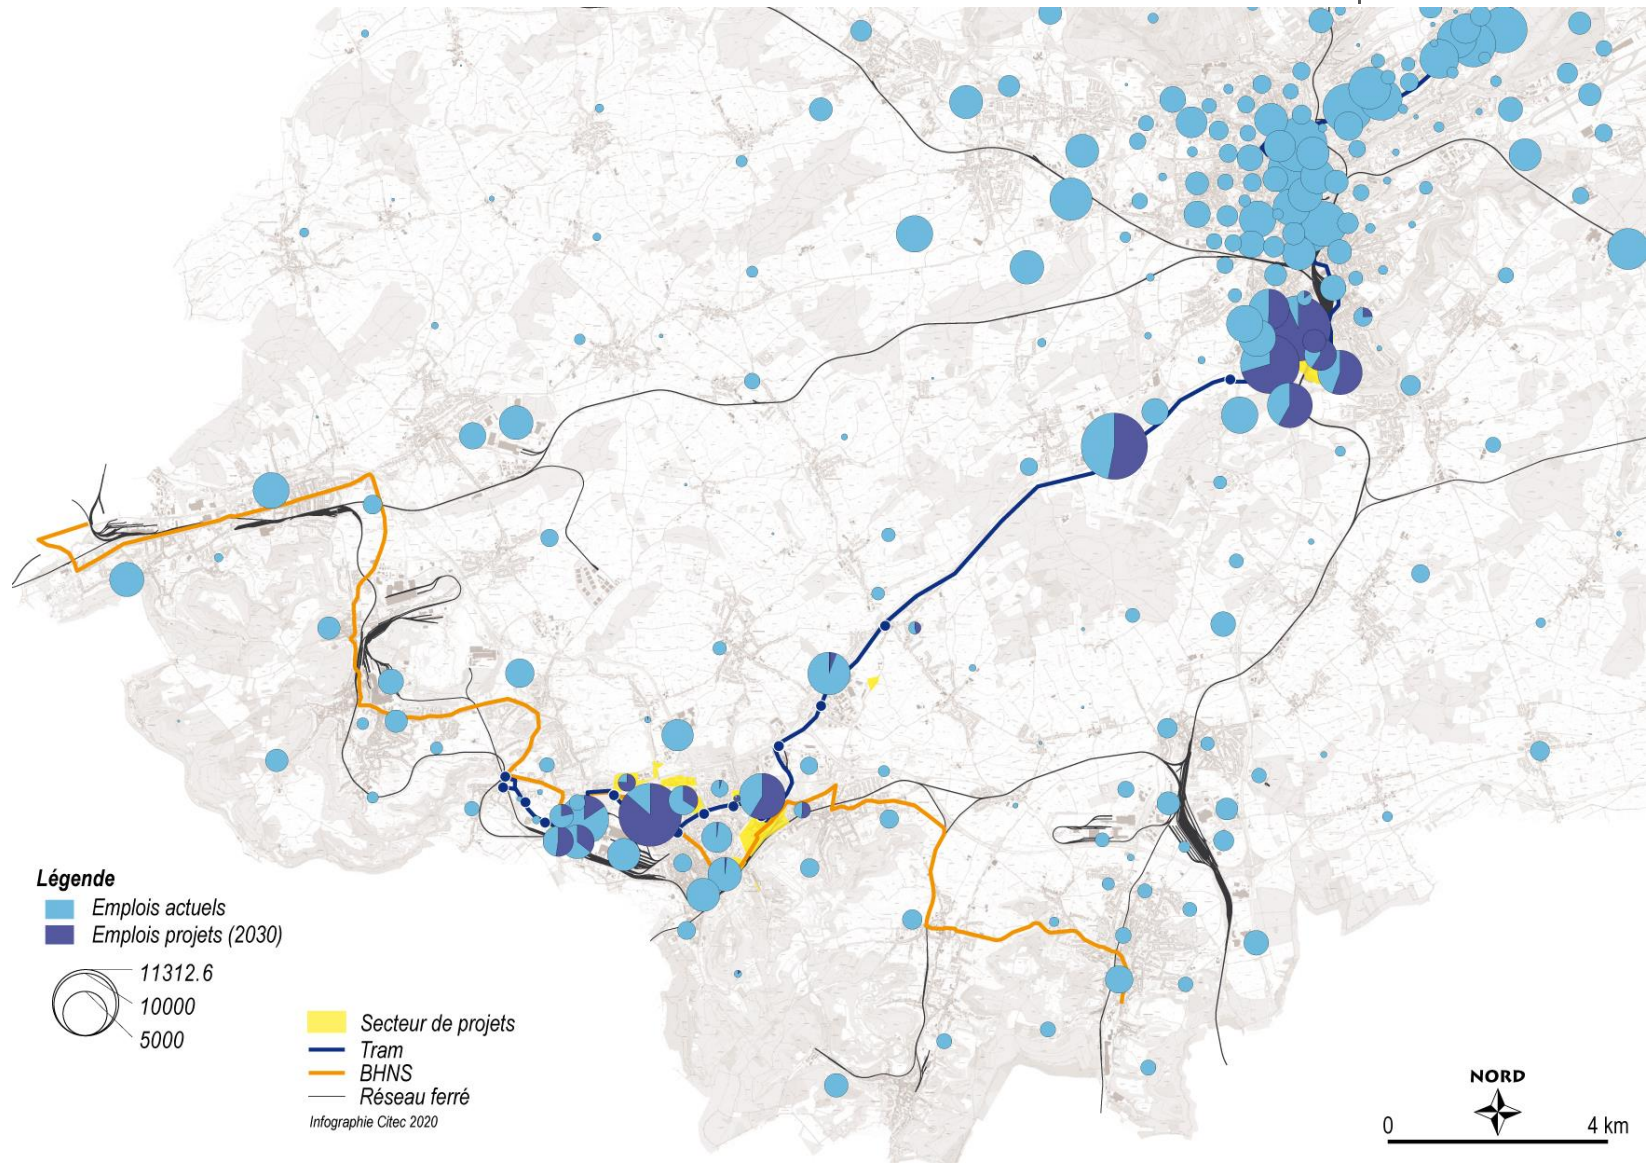 Légende
Emplois actuels
Emplois projets (2030)
11312.6
10000
5000
Secteur de projets
Tram
BHNS
Réseau ferré
Infographie Citec 2020
NORD
0 4 km